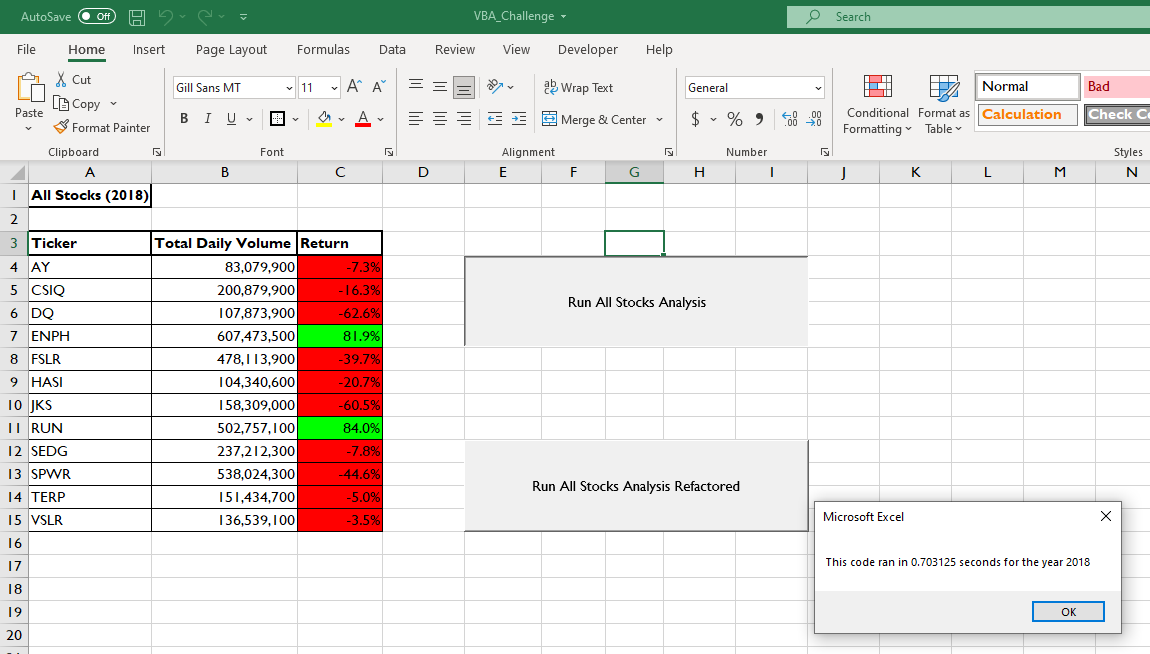 AutoSave Off VBA_Challenge Search
File Home Insert Page Layout Formulas Data Review View Developer Help
Paste
Cut
Copy
Format Painter
Clipboard
Gill Sans MT 11 A A
B I U A
Font
ab Wrap Text
Merge & Center
Alignment
General
$ % 9 .00 .00
Number
Conditional Formatting
Format as Table
Normal Bad
Calculation Check C
Styles
A B C D E F G H I J K L M N
1 All Stocks (2018)
2
3 Ticker Total Daily Volume Return
4 AY 83,079,900 -7.3%
5 CSIQ 200,879,900 -16.3%
6 DQ 107,873,900 -62.6%
7 ENPH 607,473,500 81.9%
8 FSLR 478,113,900 -39.7%
9 HASI 104,340,600 -20.7%
10 JKS 158,309,000 -60.5%
11 RUN 502,757,100 84.0%
12 SEDG 237,212,300 -7.8%
13 SPWR 538,024,300 -44.6%
14 TERP 151,434,700 -5.0%
15 VSLR 136,539,100 -3.5%
16
17
18
19
20
Run All Stocks Analysis
Run All Stocks Analysis Refactored
Microsoft Excel
This code ran in 0.703125 seconds for the year 2018
OK